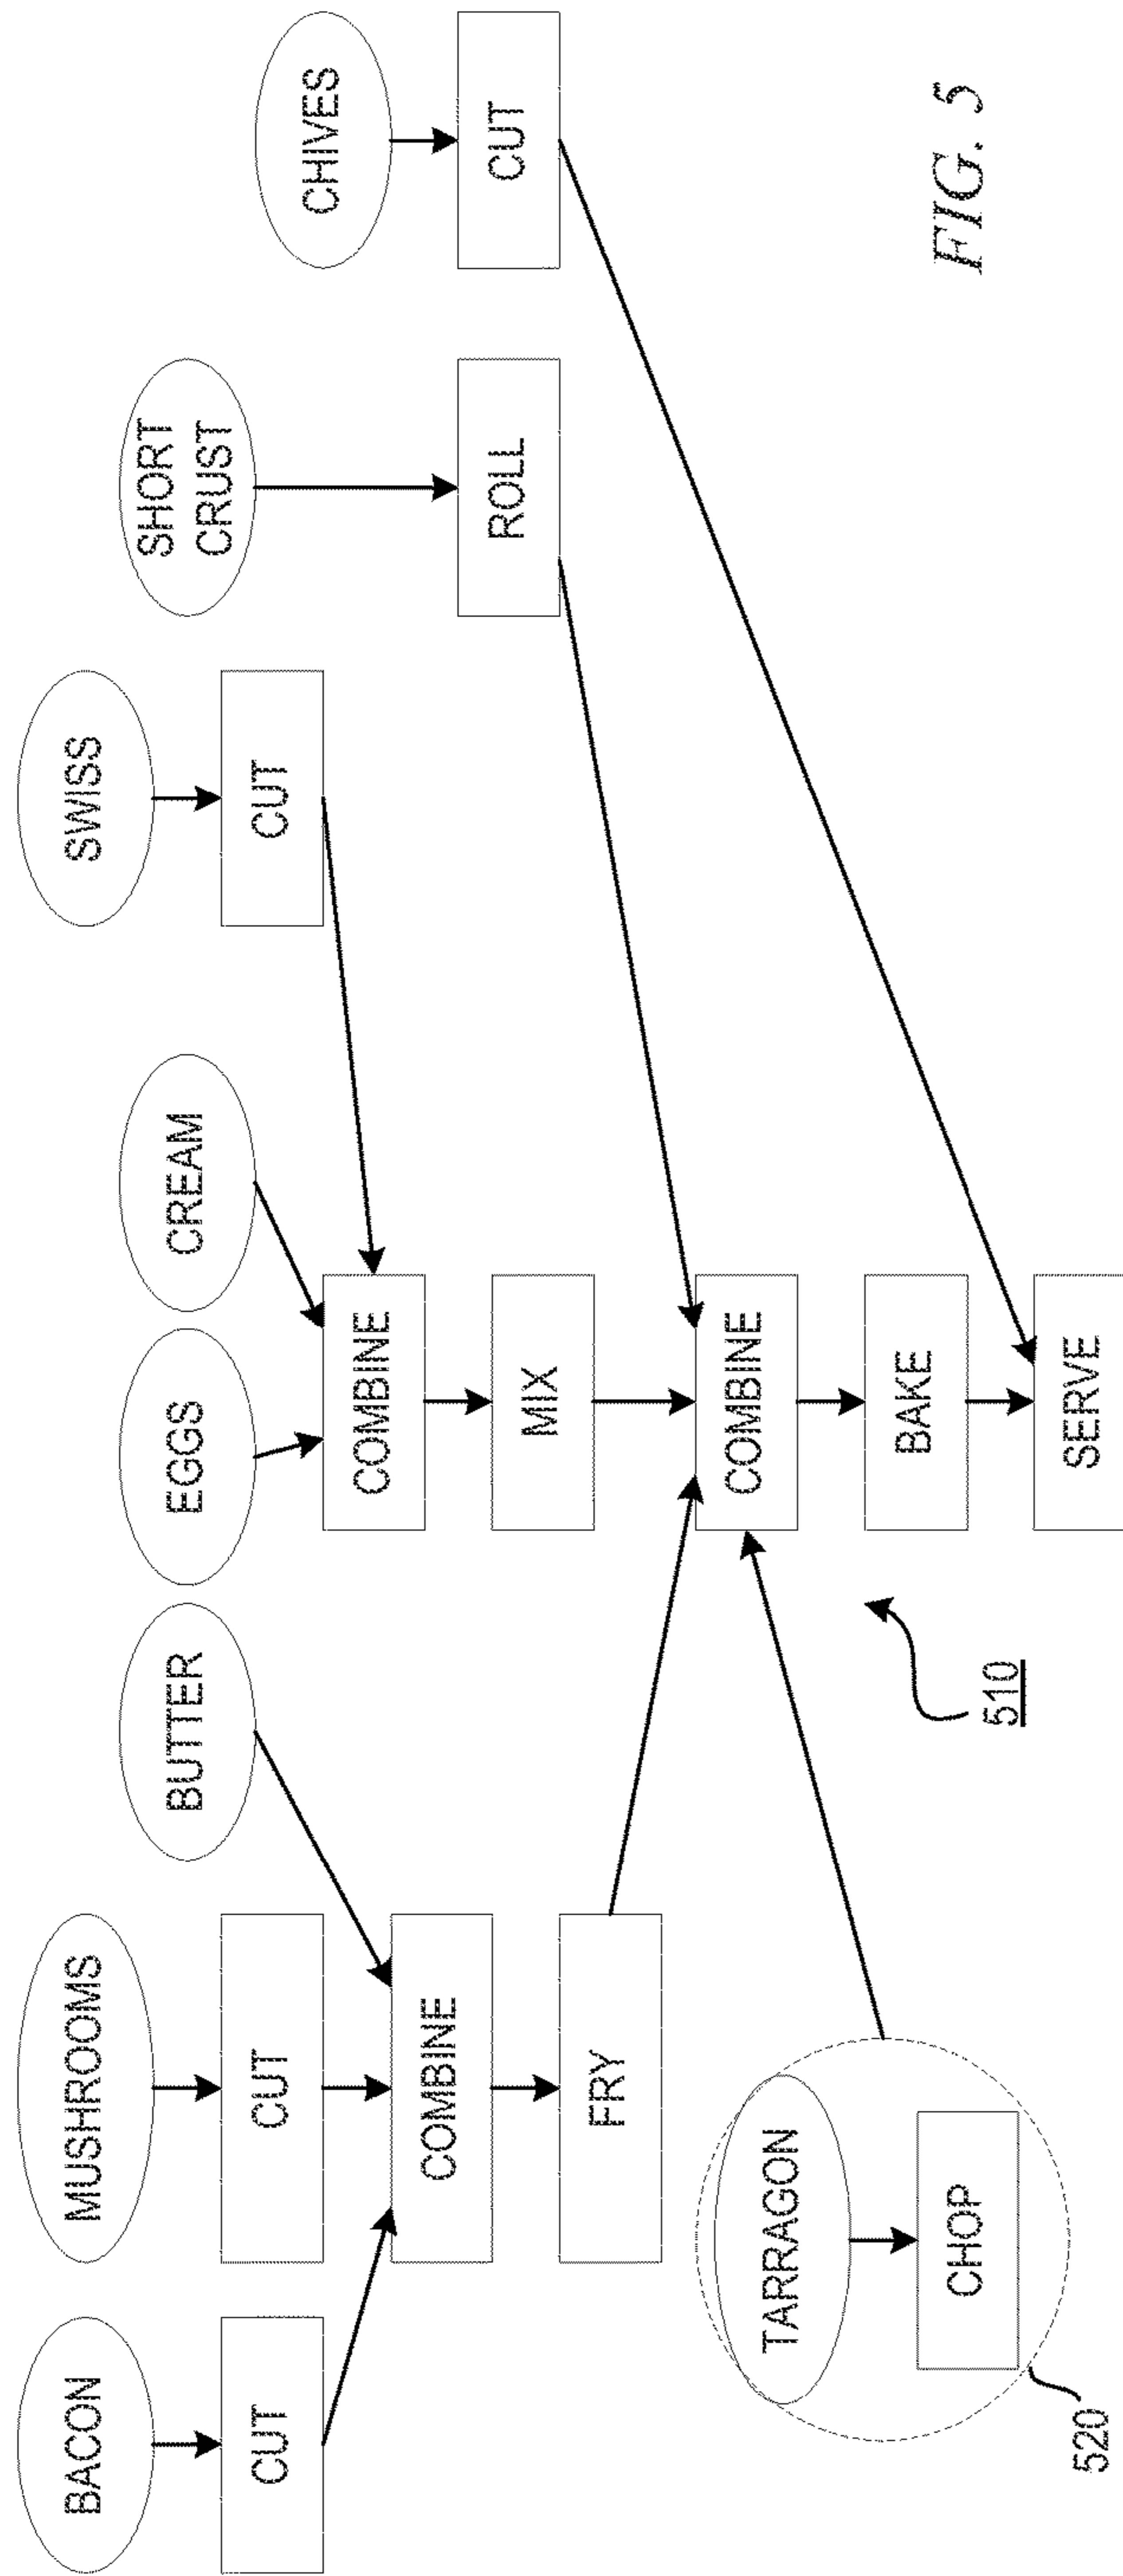 BACON
MUSHROOMS
SWISS
BUTTER
EGGS
CREAM
SHORT
CRUST
CUT
CUT
CUT
CHIVES
COMBINE
COMBINE
FRY
MIX
ROLL
CUT
TARRAGON
COMBINE
CHOP
BAKE
520
510
SERVE
FIG. 5